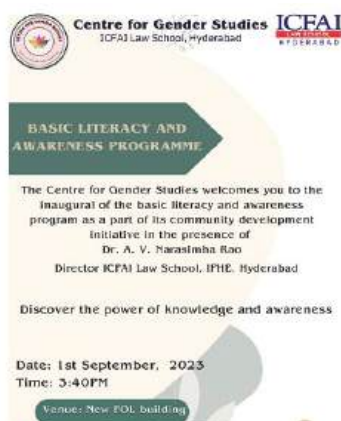 Centre for Gender Studies
ICFAI Law School, Hyderabad
ICFAI
LAW SCHOOL
HYDERABAD
BASIC LITERACY AND
AWARENESS PROGRAMME
The Centre for Gender Studies welcomes you to the
inaugural of the basic literacy and awareness
program as a part of its community development
initiative in the presence of
Dr. A. V. Narasimha Rao
Director ICFAI Law School, IFHE, Hyderabad
Discover the power of knowledge and awareness
Date: 1st September, 2023
Time: 3:40PM
Venue: New FOL building